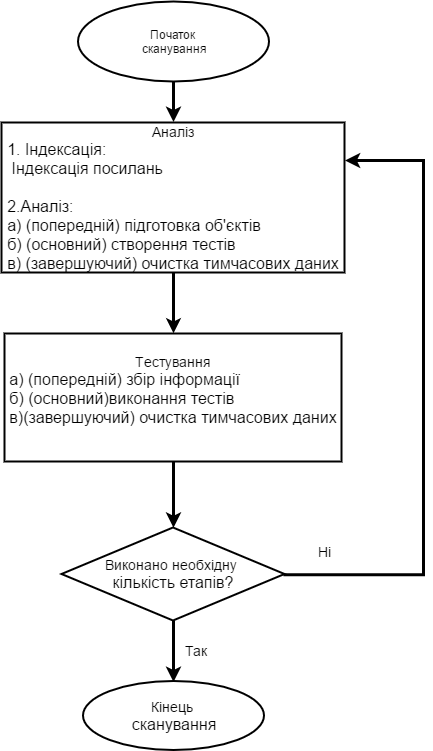 Початок
сканування
Аналіз
1. Індексація:
Індексація посилань
2.Аналіз:
а) (попередній) підготовка об'єктів
б) (основний) створення тестів
в) (завершуючий) очистка тимчасових даних
Тестування
а) (попередній) збір інформації
б) (основний)виконання тестів
в)(завершуючий) очистка тимчасових даних
Виконано необхідну
кількість етапів?
Ні
Так
Кінець
сканування